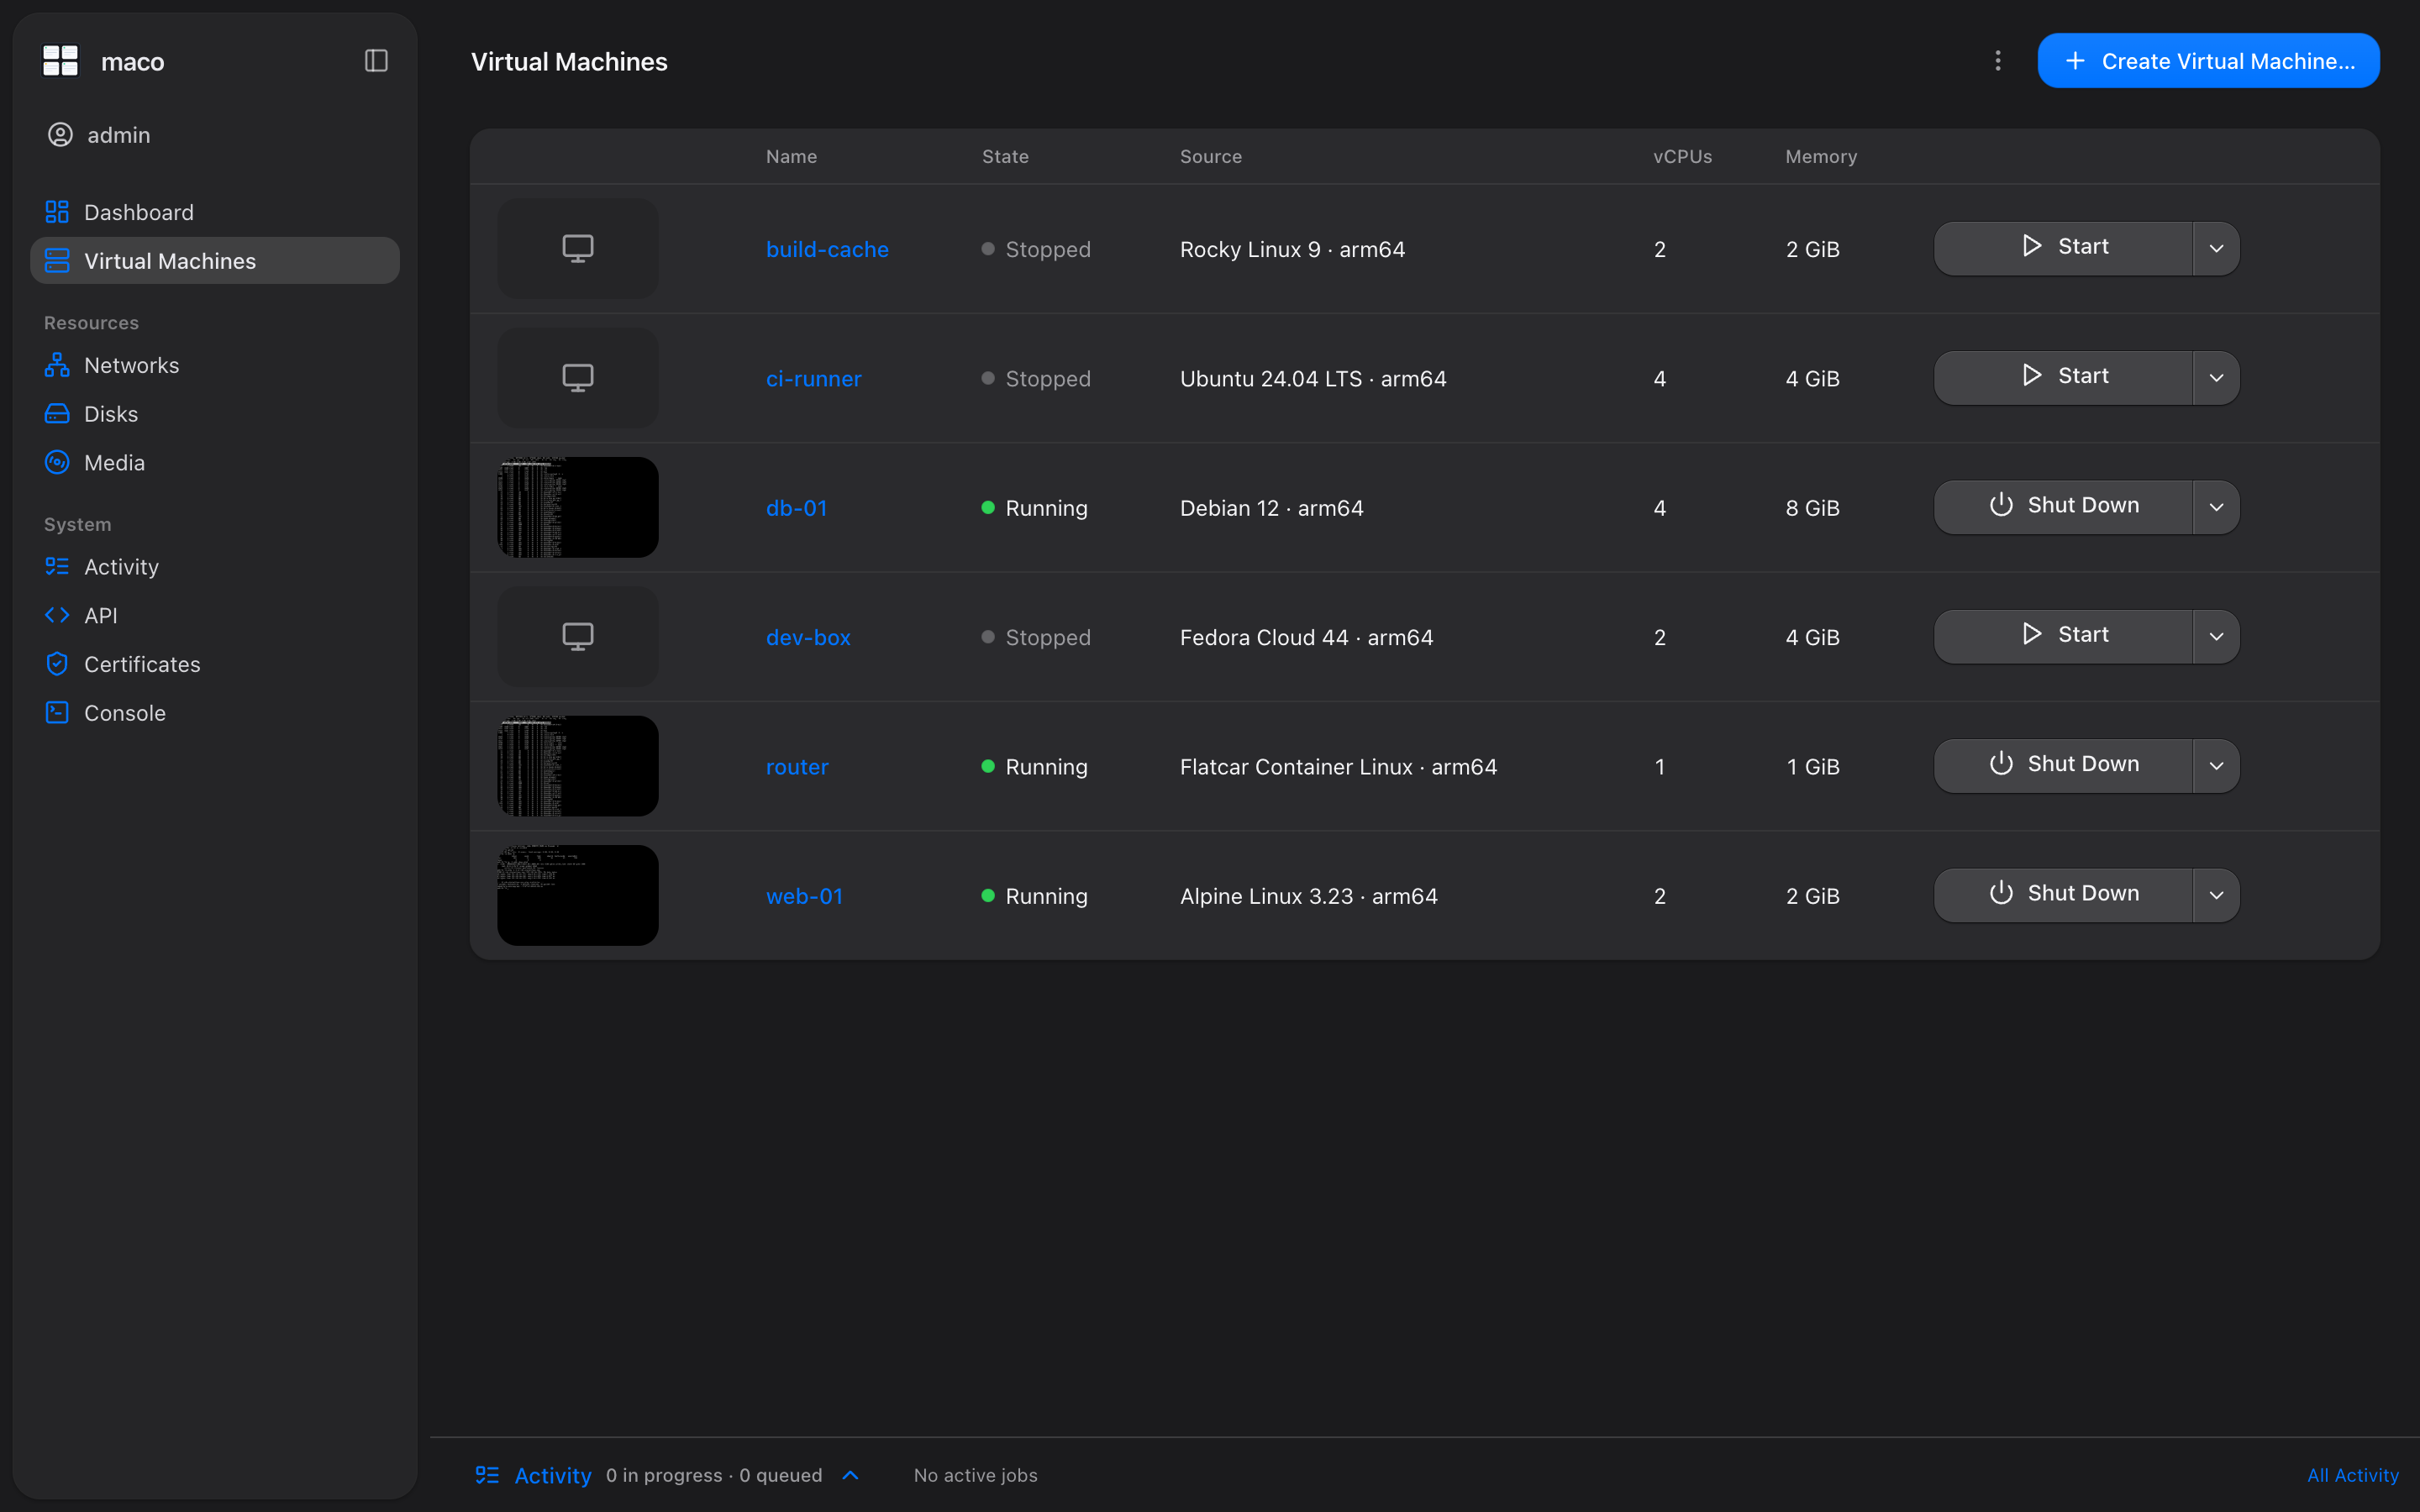 maco
admin
Dashboard
Virtual Machines
Resources
Networks
Disks
Media
System
Activity
API
Certificates
Console
Virtual Machines
Create Virtual Machine...
Name State Source vCPUs Memory
build-cache Stopped Rocky Linux 9 · arm64 2 2 GiB Start
ci-runner Stopped Ubuntu 24.04 LTS · arm64 4 4 GiB Start
db-01 Running Debian 12 · arm64 4 8 GiB Shut Down
dev-box Stopped Fedora Cloud 44 · arm64 2 4 GiB Start
router Running Flatcar Container Linux · arm64 1 1 GiB Shut Down
web-01 Running Alpine Linux 3.23 · arm64 2 2 GiB Shut Down
Activity 0 in progress · 0 queued No active jobs All Activity